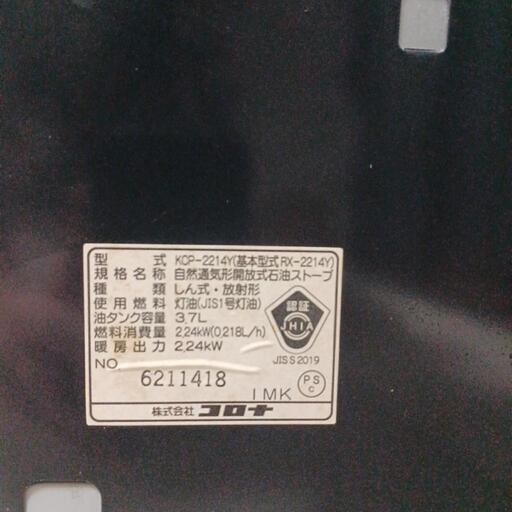 型式 KCP-2214Y(基本型式RX-2214Y)
規格名称 自然通気形開放式石油ストーブ
種類 しん式・放射形
使用燃料 灯油(JIS1号灯油)
油タンク容量 3.7L
燃料消費量 2.24kW(0.218L/h)
暖房出力 2.24kW
認証
JHIA
JIS S 2019
NO 6211418
IMK
PS
C
株式会社 コロナ